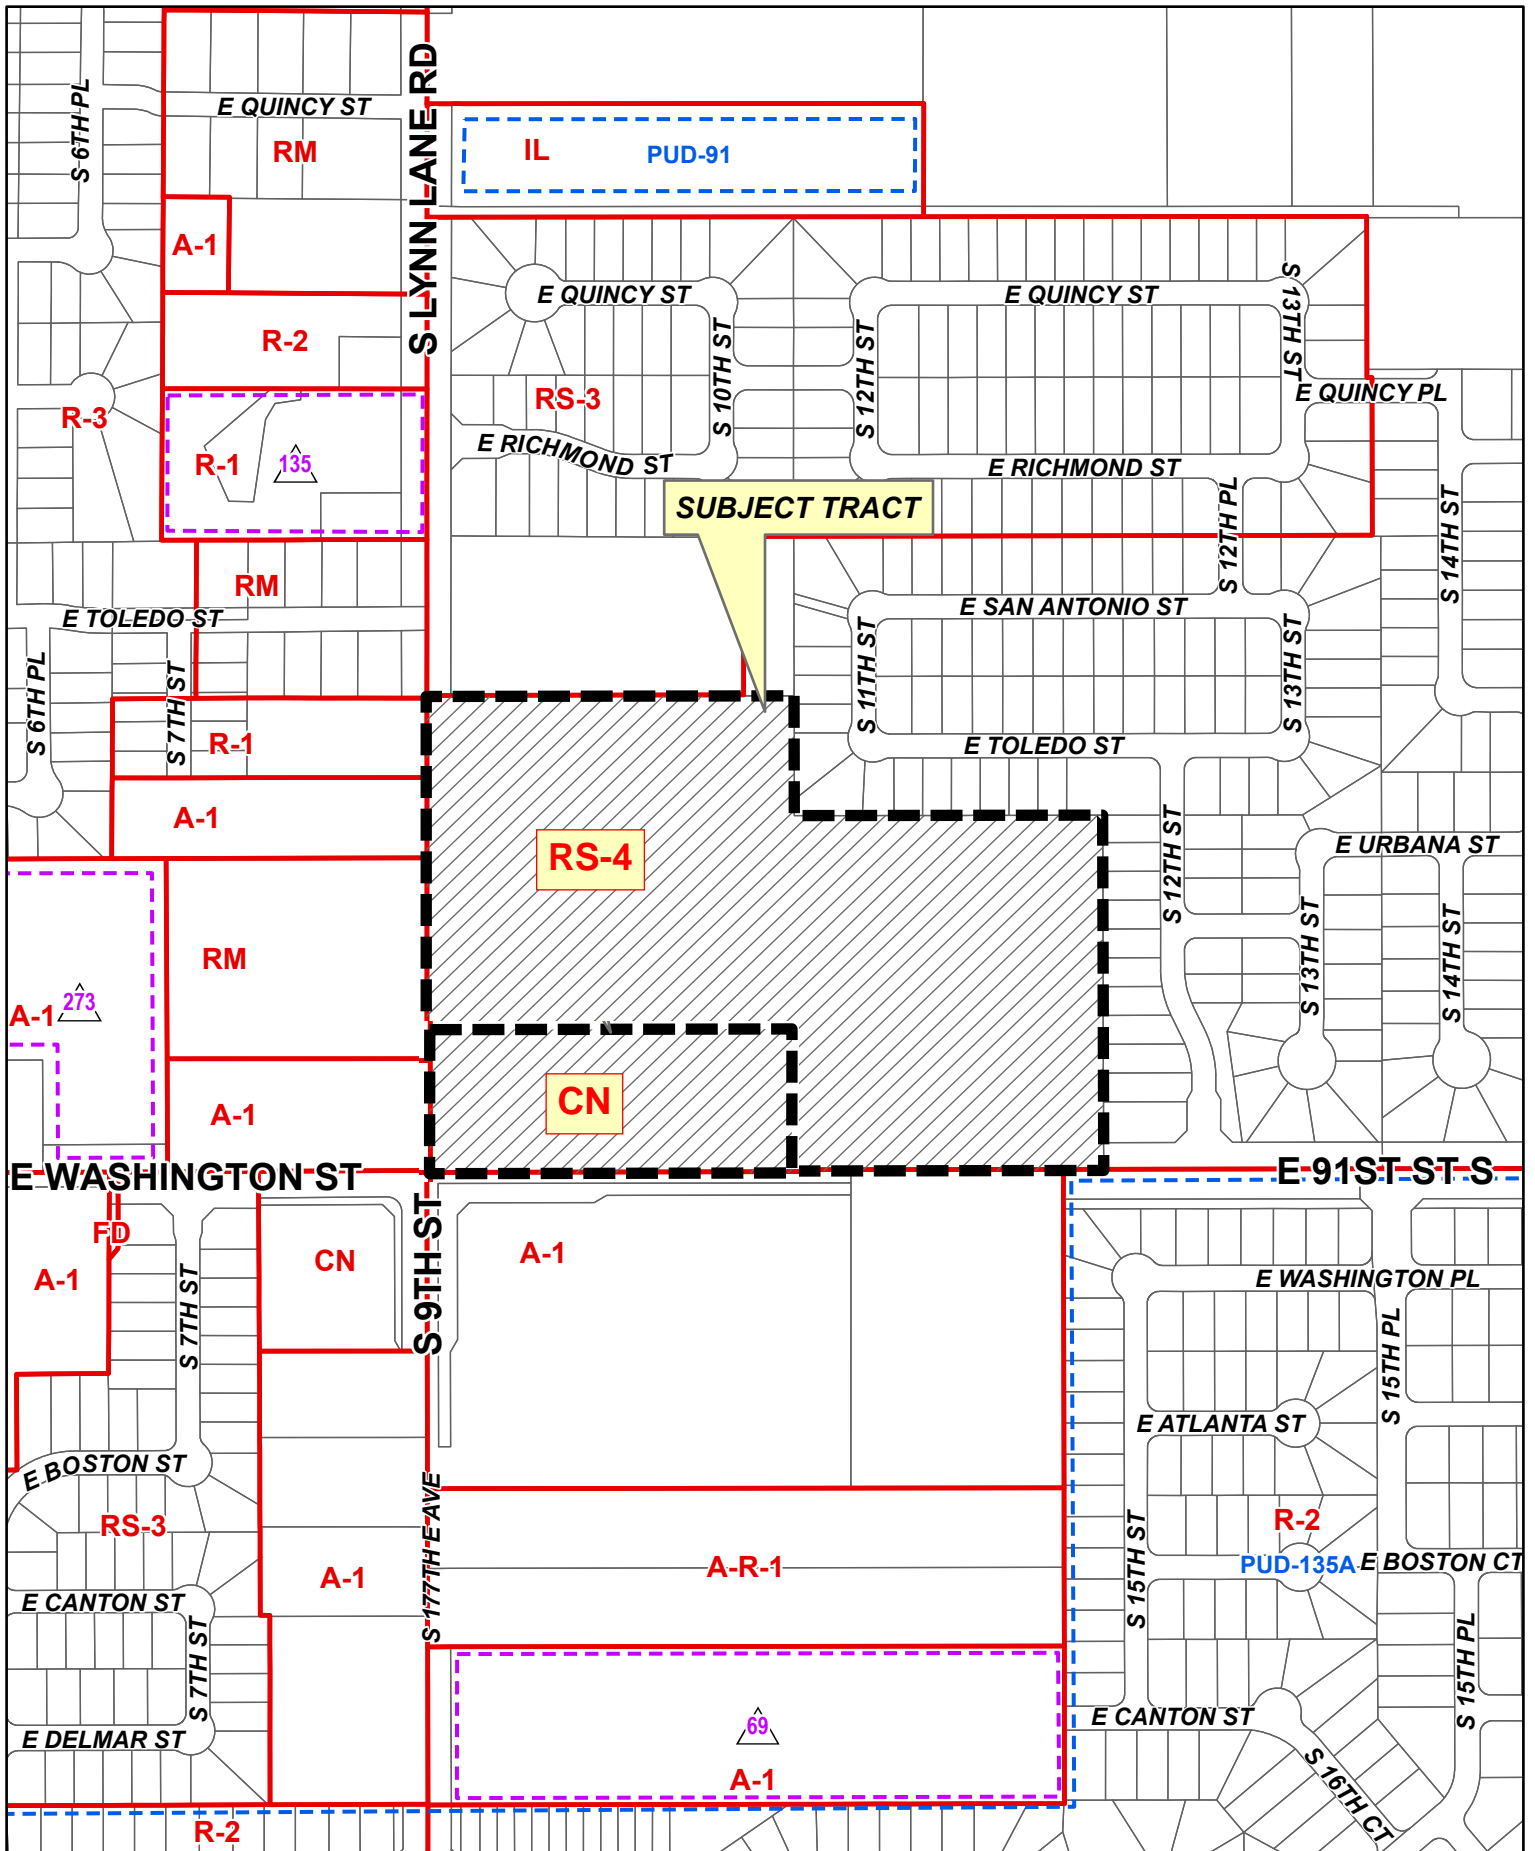 S 6TH PL
E QUINCY ST
RM
S LYNN LANE RD
IL
PUD-91
A-1
R-2
E QUINCY ST
E QUINCY ST
S 13TH ST
S 10TH ST
S 12TH ST
RS-3
E QUINCY PL
R-3
R-1
135
E RICHMOND ST
E RICHMOND ST
SUBJECT TRACT
S 12TH PL
S 14TH ST
RM
E TOLEDO ST
E SAN ANTONIO ST
S 11TH ST
S 13TH ST
S 6TH PL
S 7TH ST
R-1
E TOLEDO ST
A-1
RS-4
S 12TH ST
E URBANA ST
RM
S 13TH ST
S 14TH ST
A-1
273
CN
A-1
E WASHINGTON ST
E 91ST ST S
FD
A-1
S 7TH ST
CN
S 9TH ST
A-1
E WASHINGTON PL
S 15TH PL
E ATLANTA ST
E BOSTON ST
RS-3
S 177TH E AVE
R-2
A-1
A-R-1
S 15TH ST
PUD-135A
E BOSTON CT
E CANTON ST
S 7TH ST
S 15TH PL
E DELMAR ST
69
A-1
E CANTON ST
S 16TH CT
R-2